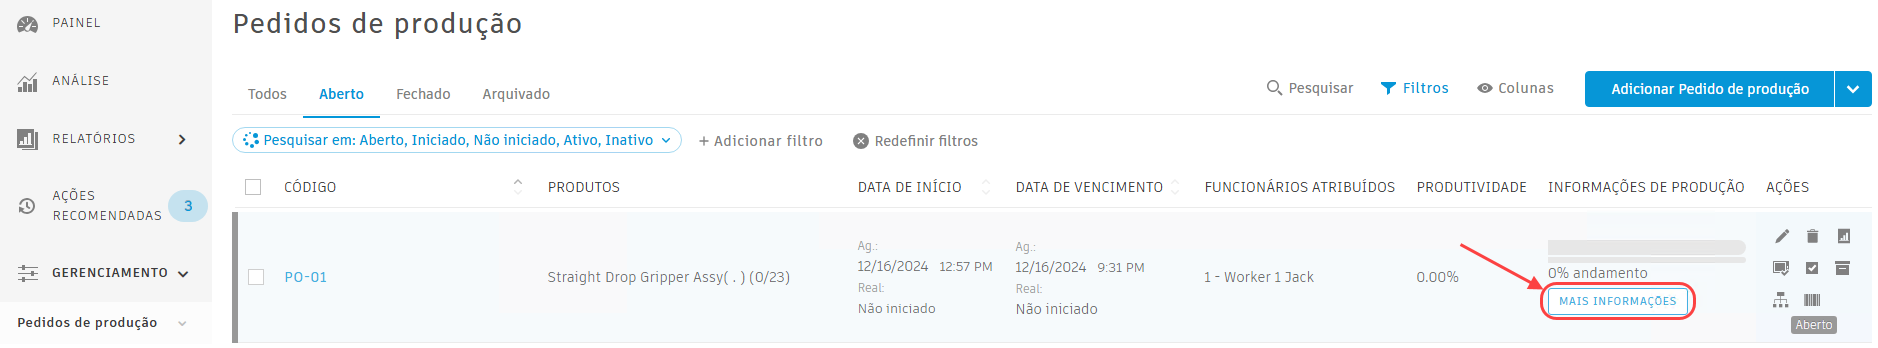 PAINEL
ANÁLISE
RELATÓRIOS
AÇÕES
RECOMENDADAS
3
GERENCIAMENTO
Pedidos de produção
Pedidos de produção
Todos
Aberto
Fechado
Arquivado
Pesquisar
Filtros
Colunas
Adicionar Pedido de produção
Pesquisar em: Aberto, Iniciado, Não iniciado, Ativo, Inativo
+ Adicionar filtro
Redefinir filtros
CÓDIGO
PRODUTOS
DATA DE INÍCIO
DATA DE VENCIMENTO
FUNCIONÁRIOS ATRIBUÍDOS
PRODUTIVIDADE
INFORMAÇÕES DE PRODUÇÃO
AÇÕES
PO-01
Straight Drop Gripper Assy( . ) (0/23)
Ag.:
12/16/2024 12:57 PM
Real:
Não iniciado
Ag.:
12/16/2024 9:31 PM
Real:
Não iniciado
1 - Worker 1 Jack
0.00%
0% andamento
MAIS INFORMAÇÕES
Aberto